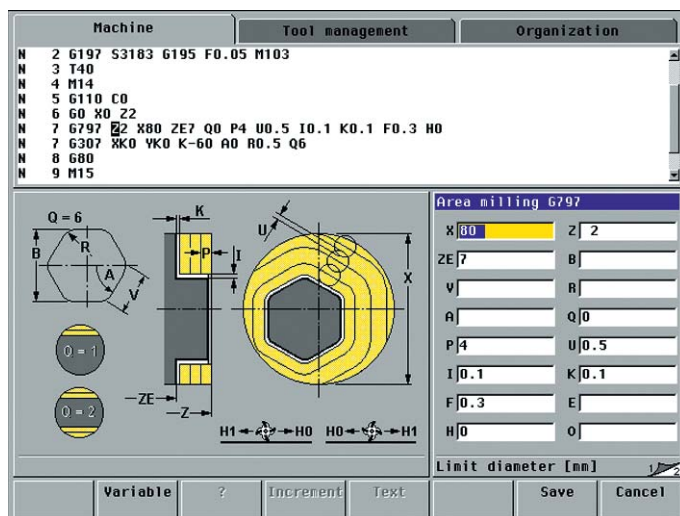 Machine Tool management Organization
N 2 G197 S3183 G195 F0.05 M103
N 3 T40
N 4 M14
N 5 G110 C0
N 6 G0 X0 Z2
N 7 G797 Z2 X80 ZE7 Q0 P4 U0.5 I0.1 K0.1 F0.3 H0
N 7 G307 XK0 YK0 K-60 A0 R0.5 Q6
N 8 G80
N 9 M15
Q = 6
B
R
A
V
Q = 1
Q = 2
K
P
I
ZE
Z
U
X
H1 H0 H0 H1
Area milling G797
X 80 Z 2
ZE 7 B
V R
A Q 0
P 4 U 0.5
I 0.1 K 0.1
F 0.3 E
H 0 O
Limit diameter [mm] 1 2
Variable ? Increment Text Save Cancel